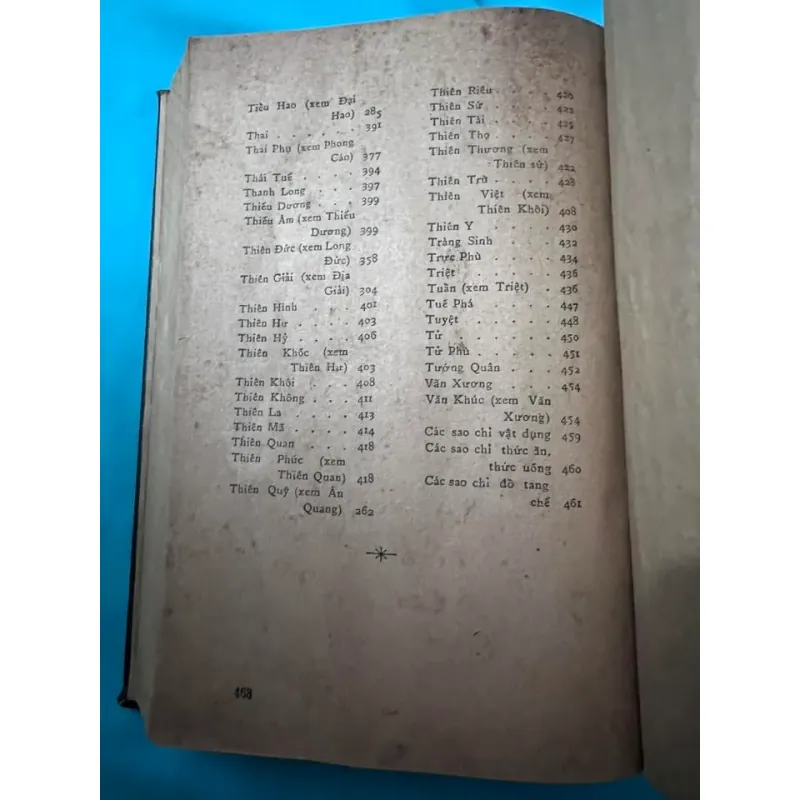 Tiểu Hao (xem Đại
Hao) 285
Thai . . . . . . 391
Thai Phụ (xem Phong
Cáo) 377
Thái Tuế . . . . 394
Thanh Long . . . 397
Thiếu Dương . . . 399
Thiếu Âm (xem Thiếu
Dương) 399
Thiên Đức (xem Long
Đức) 358
Thiên Giải (xem Địa
Giải) 304
Thiên Hình . . . 401
Thiên Hư . . . . 403
Thiên Hỷ . . . . 406
Thiên Khốc (xem
Thiên Hư) 403
Thiên Khôi . . . 408
Thiên Không . . . 411
Thiên La . . . . 413
Thiên Mã . . . . 414
Thiên Quan . . . 418
Thiên Phúc (xem
Thiên Quan) 418
Thiên Quý (xem Ân
Quang) 262
Thiên Riêu . . . . 420
Thiên Sứ . . . . 422
Thiên Tài . . . . 425
Thiên Thọ . . . . 427
Thiên Thương (xem
Thiên sứ) 422
Thiên Trù . . . . 428
Thiên Việt (xem
Thiên Khôi) 408
Thiên Y . . . . 430
Tràng Sinh . . . 432
Trực Phù . . . . 434
Triệt . . . . . 436
Tuần (xem Triệt) . 436
Tuế Phá . . . . 447
Tuyệt . . . . . 448
Tử . . . . . . 450
Tử Phù . . . . . 451
Tướng Quân . . . 452
Văn Xương . . . . 454
Văn Khúc (xem Văn
Xương) 454
Các sao chỉ vật dụng 459
Các sao chỉ thức ăn,
thức uống 460
Các sao chỉ đồ tang
chế 461
468